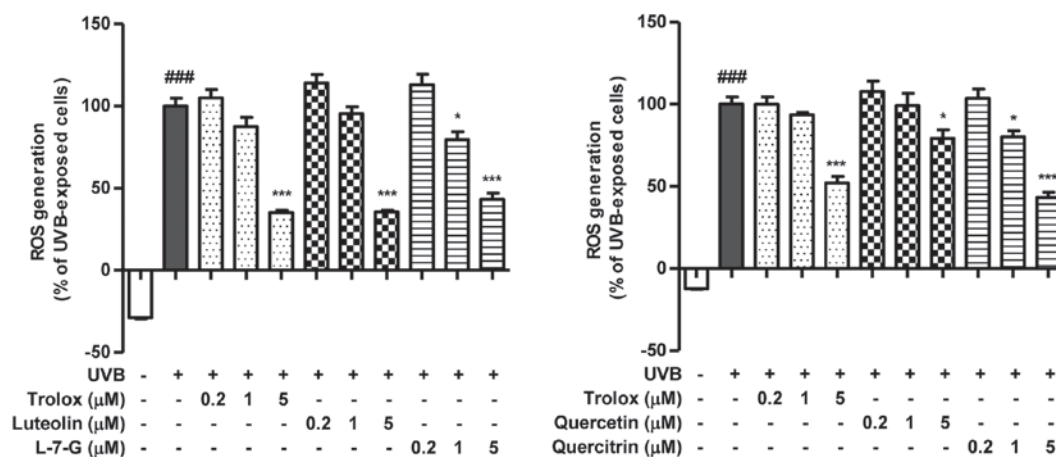 150
100
50
0
-50
ROS generation
(% of UVB-exposed cells)
###
***
***
*
***
UVB - + + + + + + + + + +
Trolox (μM) - - 0.2 1 5 - - - - - -
Luteolin (μM) - - - - - 0.2 1 5 - - -
L-7-G (μM) - - - - - - - - 0.2 1 5
150
100
50
0
-50
ROS generation
(% of UVB-exposed cells)
###
***
*
*
***
UVB - + + + + + + + + + +
Trolox (μM) - - 0.2 1 5 - - - - - -
Quercetin (μM) - - - - - 0.2 1 5 - - -
Quercitrin (μM) - - - - - - - - 0.2 1 5